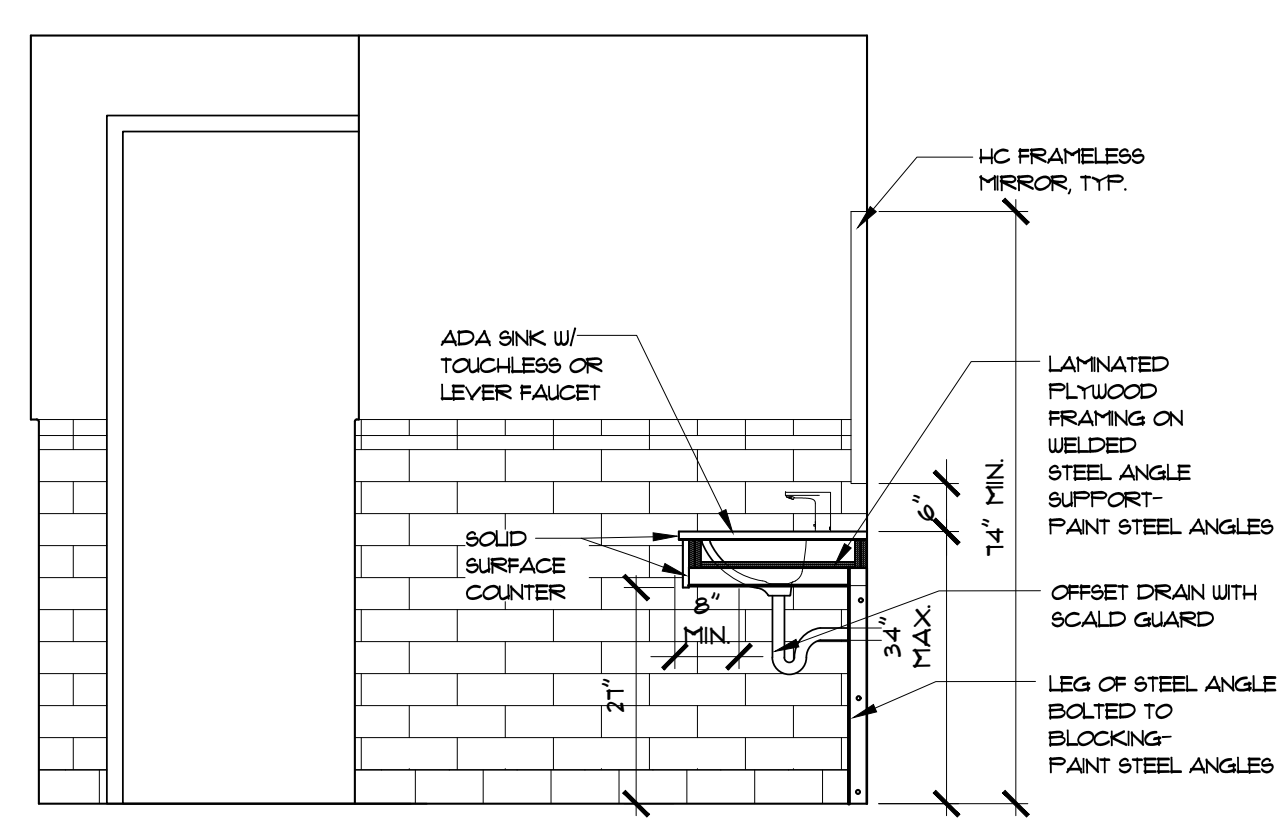 HC FRAMELESS
MIRROR, TYP.
ADA SINK W/
TOUCHLESS OR
LEVER FAUCET
LAMINATED
PLYWOOD
FRAMING ON
WELDED
STEEL ANGLE
SUPPORT-
PAINT STEEL ANGLES
6"
74" MIN.
SOLID
SURFACE
COUNTER
8"
MIN.
OFFSET DRAIN WITH
SCALD GUARD
34"
MAX.
27"
LEG OF STEEL ANGLE
BOLTED TO
BLOCKING-
PAINT STEEL ANGLES